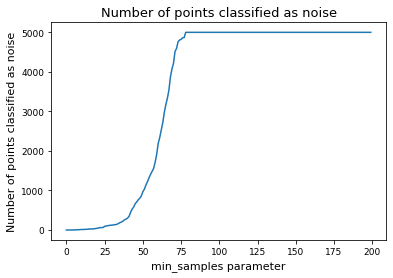 Number of points classified as noise
Number of points classified as noise
5000
4000
3000
2000
1000
0
0 25 50 75 100 125 150 175 200
min_samples parameter